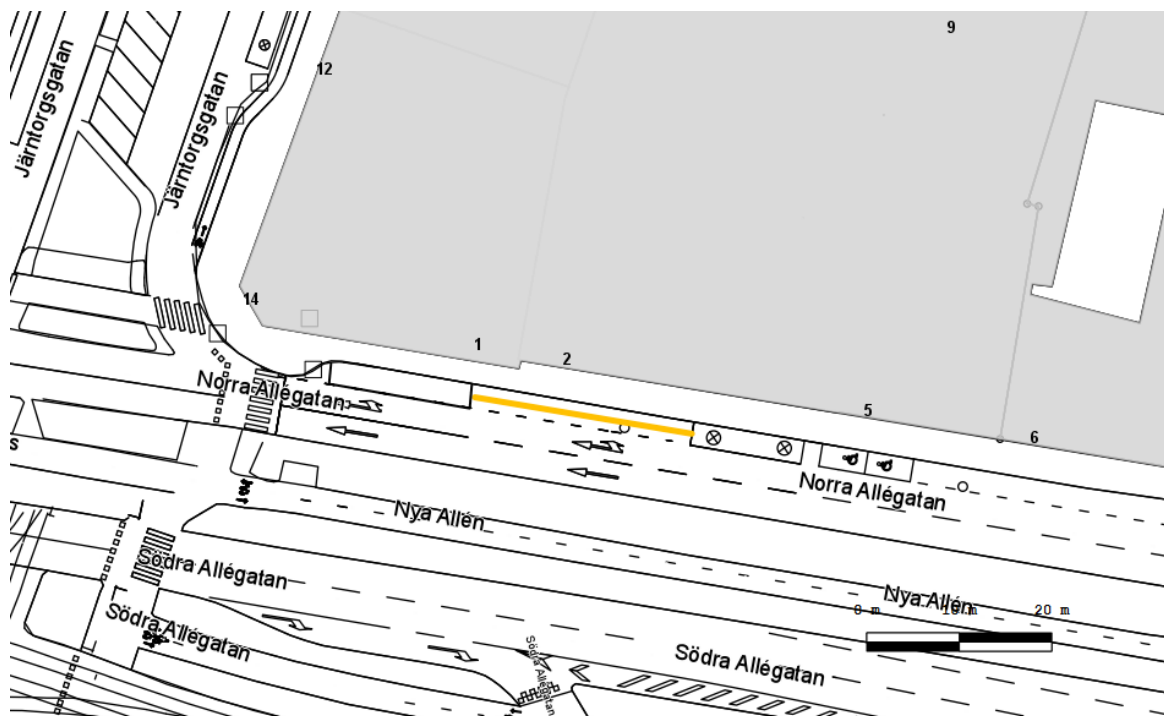 9
12
Järntorgsgatan
Järntorgsgatan
14
1
2
Norra Allégatan
5
6
s
Norra Allégatan
Nya Allén
Södra Allégatan
Nya Allén
0 m
10 m
20 m
Södra Allégatan
Södra Allégatan
Södra Allégatan